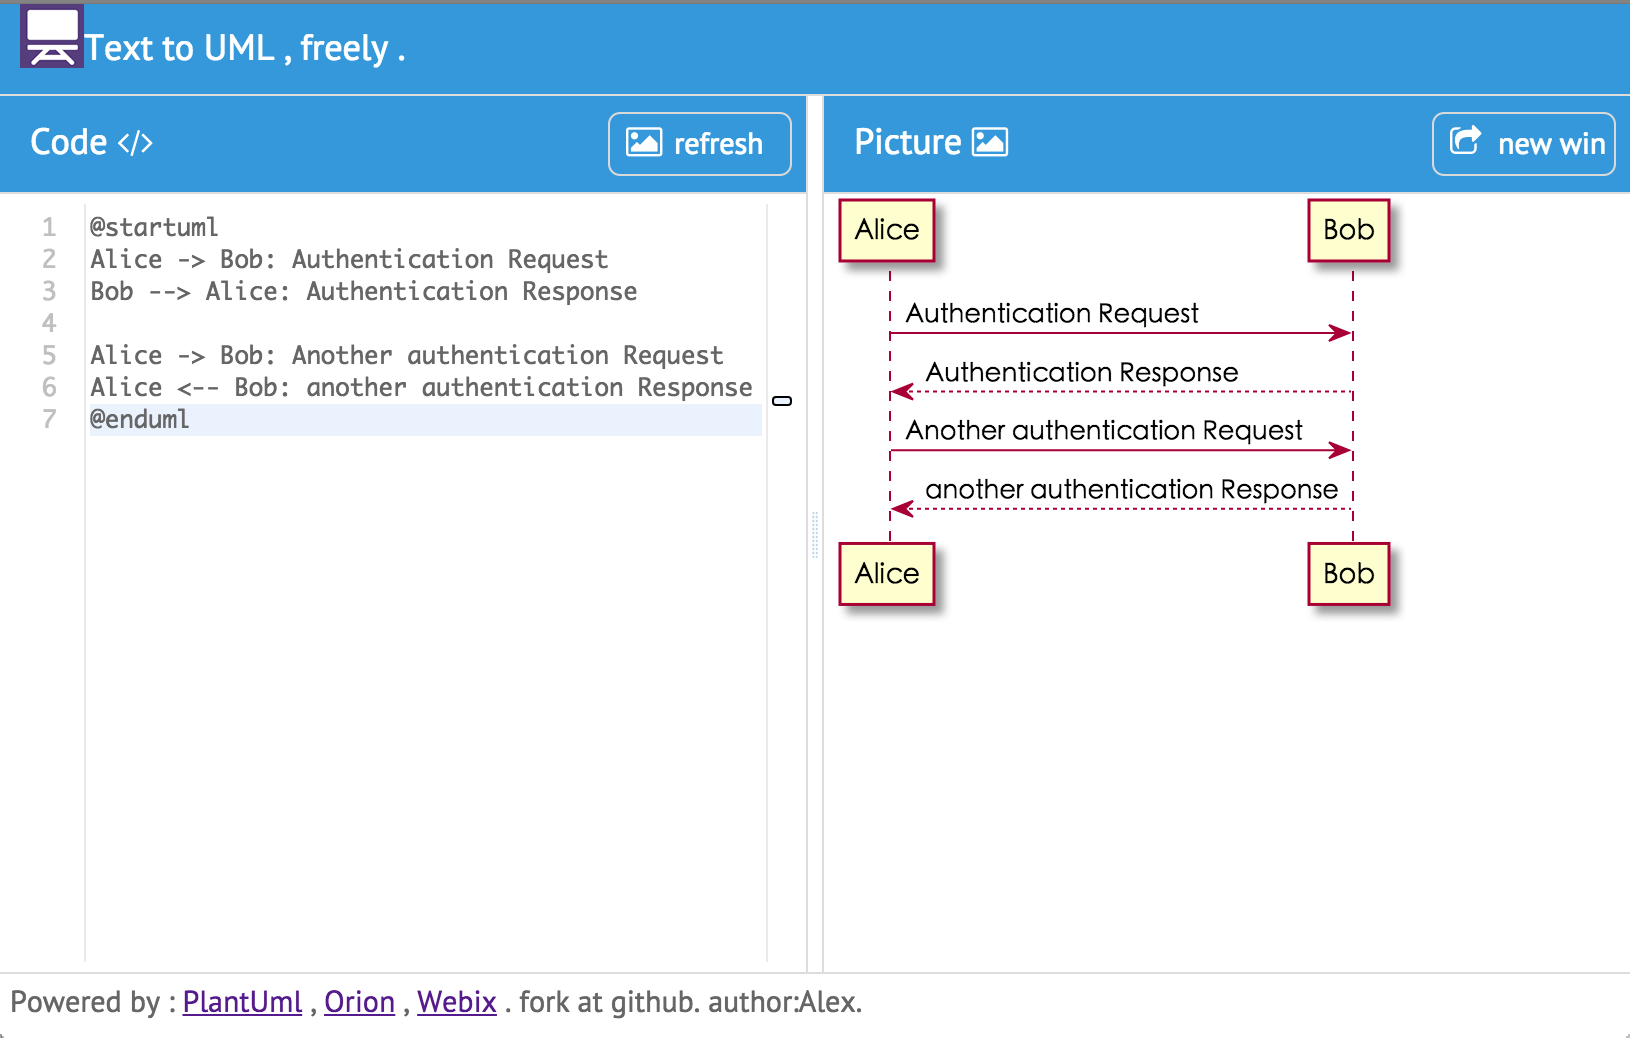 Text to UML , freely .
Code </>
refresh
1 @startuml
2 Alice -> Bob: Authentication Request
3 Bob --> Alice: Authentication Response
4
5 Alice -> Bob: Another authentication Request
6 Alice <-- Bob: another authentication Response
7 @enduml
Picture
new win
Alice
Bob
Authentication Request
Authentication Response
Another authentication Request
another authentication Response
Alice
Bob
Powered by : PlantUml , Orion , Webix . fork at github. author:Alex.